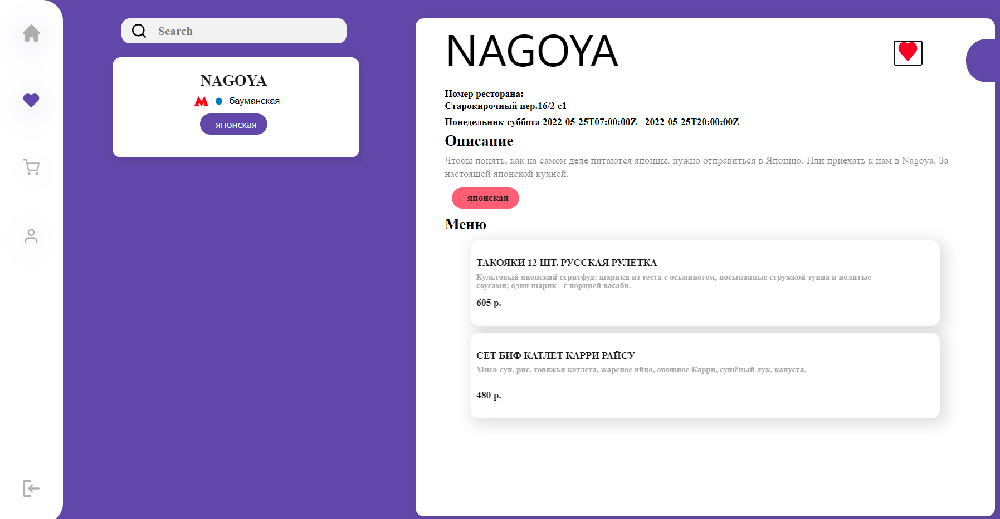 Search
NAGOYA
бауманская
японская
NAGOYA
Номер ресторана:
Старокирочный пер.16/2 с1
Понедельник-суббота 2022-05-25T07:00:00Z - 2022-05-25T20:00:00Z
Описание
Чтобы понять, как на самом деле питаются японцы, нужно отправиться в Японию. Или приехать к нам в Nagoya. За
настоящей японской кухней.
японская
Меню
ТАКОЯКИ 12 ШТ. РУССКАЯ РУЛЕТКА
Культовый японский стритфуд: шарики из теста с осьминогом, посыпанные стружкой тунца и политые
соусами; один шарик - с порцией васаби.
605 р.
СЕТ БИФ КАТЛЕТ КАРРИ РАЙСУ
Мисо-суп, рис, говяжья котлета, жареное яйцо, овощное Карри, сушёный лук, капуста.
480 р.